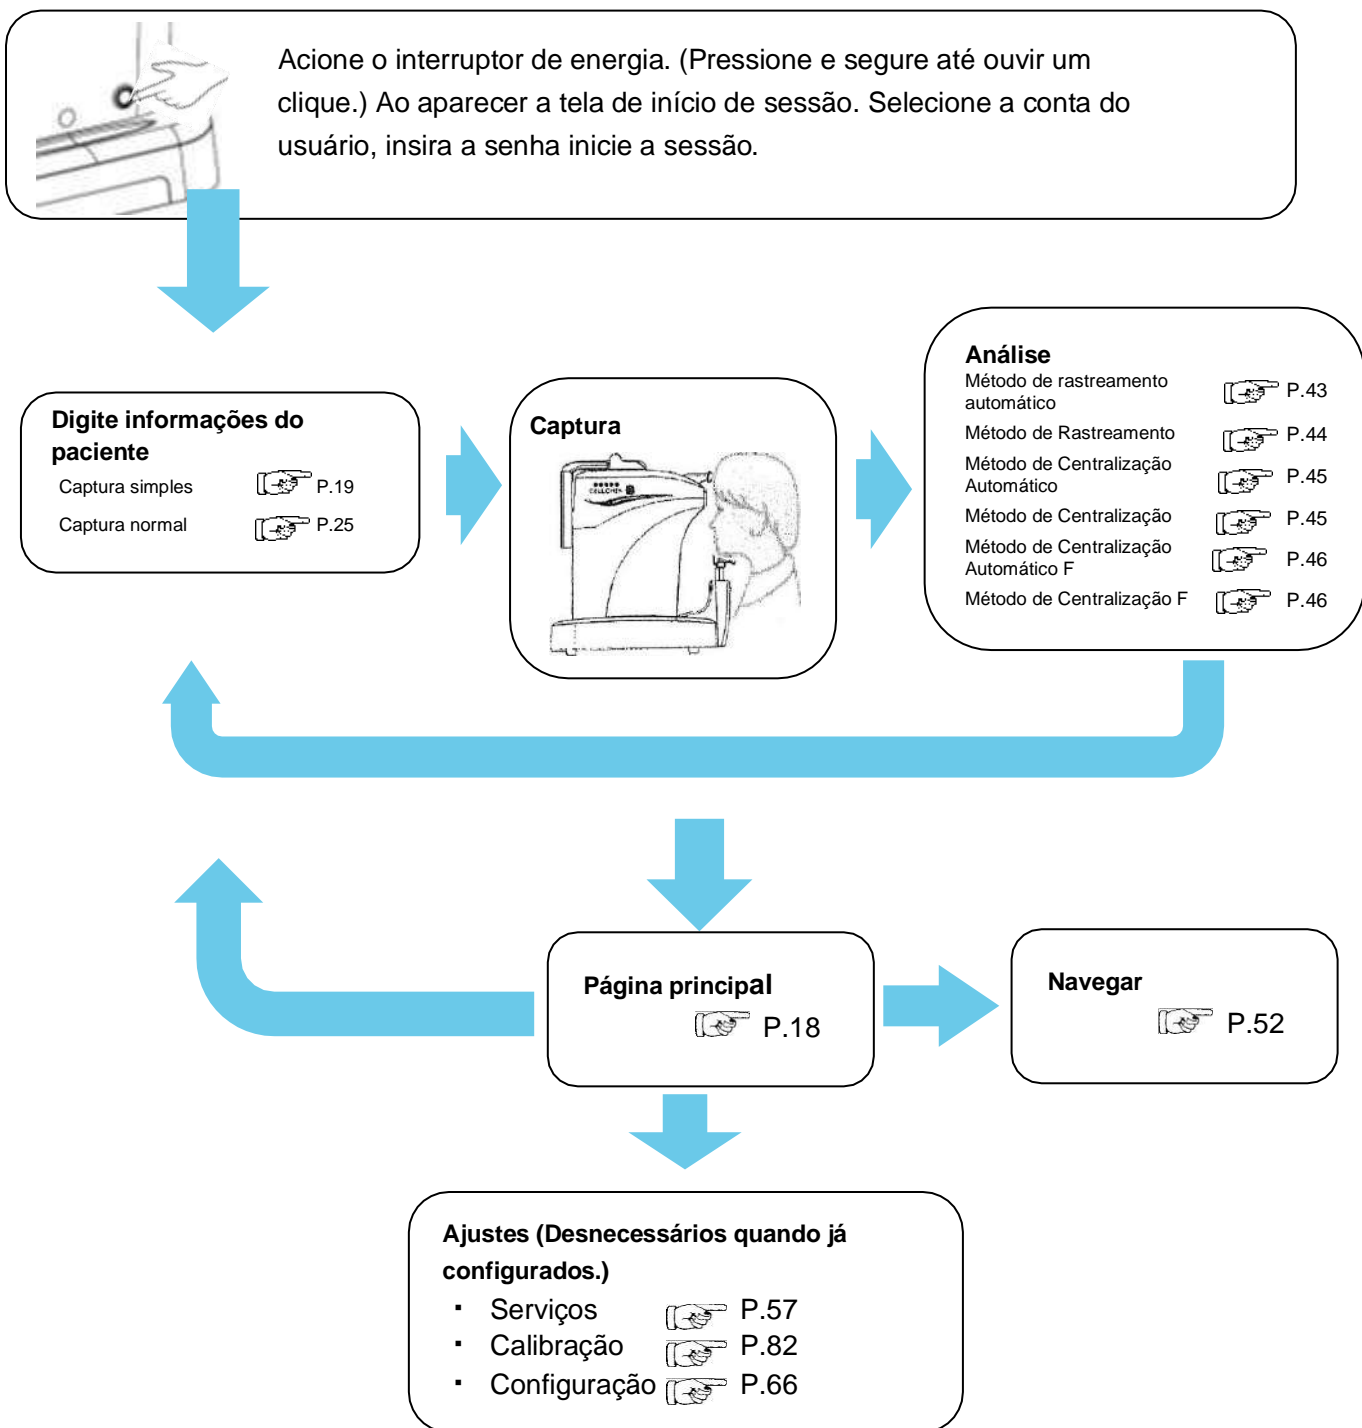 Acione o interruptor de energia. (Pressione e segure até ouvir um
clique.) Ao aparecer a tela de início de sessão. Selecione a conta do
usuário, insira a senha inicie a sessão.
Digite informações do
paciente
Captura simples P.19
Captura normal P.25
Captura
CELLCHEK
Análise
Método de rastreamento
automático P.43
Método de Rastreamento P.44
Método de Centralização
Automático P.45
Método de Centralização P.45
Método de Centralização
Automático F P.46
Método de Centralização F P.46
Página principal
P.18
Navegar
P.52
Ajustes (Desnecessários quando já
configurados.)
▪ Serviços P.57
▪ Calibração P.82
▪ Configuração P.66